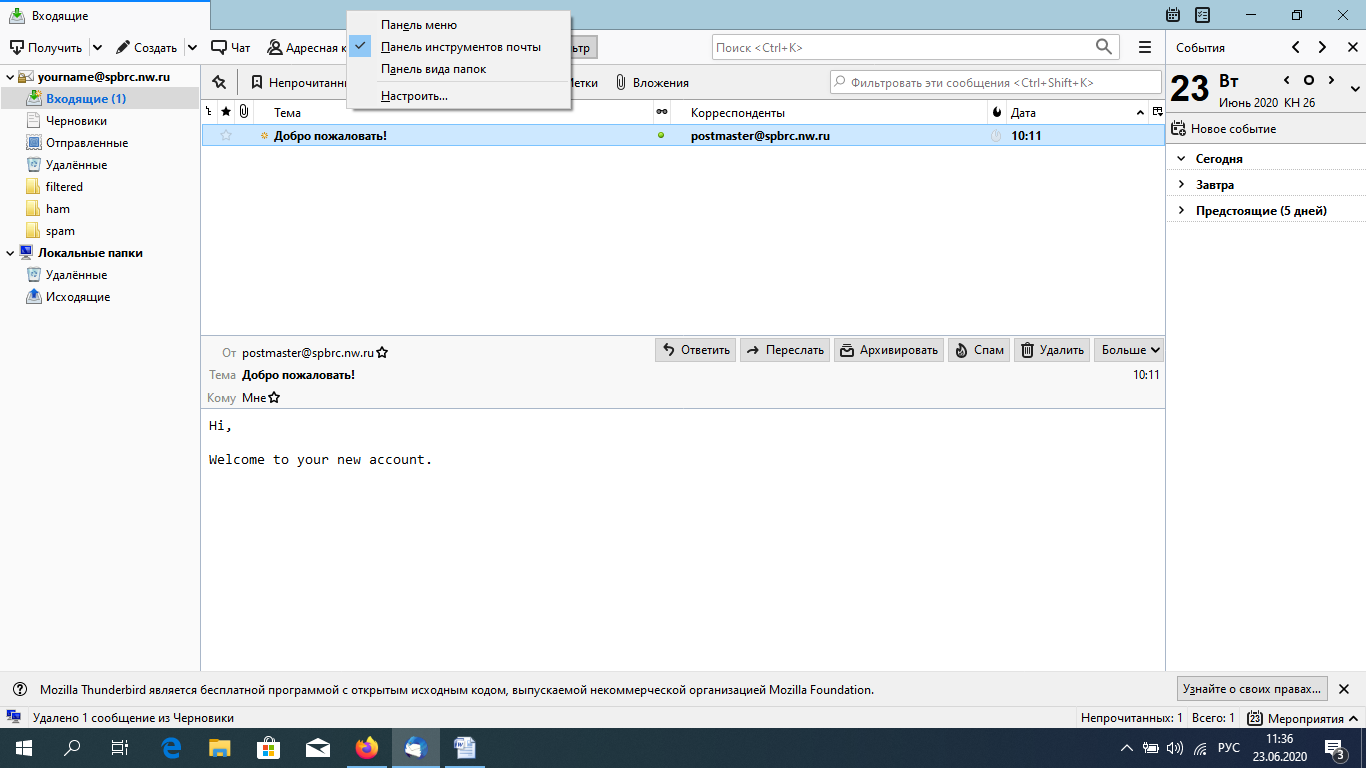 Входящие
Панель меню
Панель инструментов почты
Панель вида папок
Настроить...
Получить
Создать
Чат
Адресная
Поиск <Ctrl+K>
События
yourname@spbrc.nw.ru
Входящие (1)
Черновики
Отправленные
Удалённые
filtered
ham
spam
Локальные папки
Удалённые
Исходящие
Вложения
Фильтровать эти сообщения <Ctrl+Shift+K>
Тема Корреспонденты Дата
Добро пожаловать! postmaster@spbrc.nw.ru 10:11
23 Вт
Июнь 2020 КН 26
Новое событие
Сегодня
Завтра
Предстоящие (5 дней)
От postmaster@spbrc.nw.ru
Ответить Переслать Архивировать Спам Удалить Больше
Тема Добро пожаловать! 10:11
Кому Мне
Hi,
Welcome to your new account.
Mozilla Thunderbird является бесплатной программой с открытым исходным кодом, выпускаемой некоммерческой организацией Mozilla Foundation.
Узнайте о своих правах...
Удалено 1 сообщение из Черновики
Непрочитанных: 1 Всего: 1 23 Мероприятия
РУС
11:36
23.06.2020
3